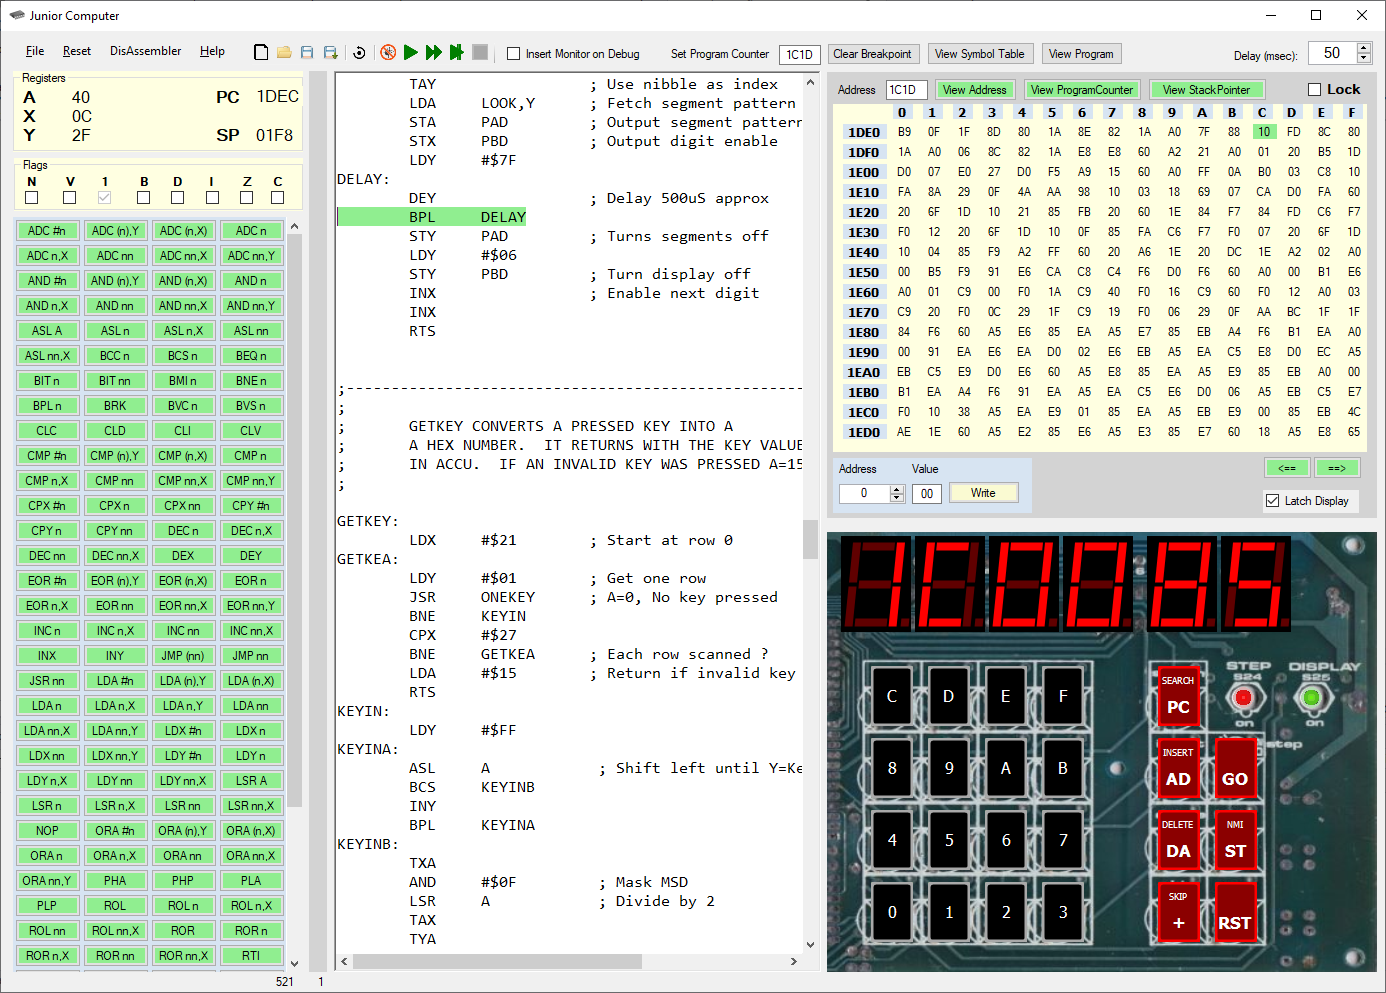 Junior Computer
File Reset DisAssembler Help Insert Monitor on Debug Set Program Counter 1C1D Clear Breakpoint View Symbol Table View Program Delay (msec): 50
Registers
A 40 PC 1DEC
X 0C
Y 2F SP 01F8
Flags
N V 1 B D I Z C
ADC #n ADC (n),Y ADC (n,X) ADC n
ADC n,X ADC nn ADC nn,X ADC nn,Y
AND #n AND (n),Y AND (n,X) AND n
AND n,X AND nn AND nn,X AND nn,Y
ASL A ASL n ASL n,X ASL nn
ASL nn,X BCC n BCS n BEQ n
BIT n BIT nn BMI n BNE n
BPL n BRK BVC n BVS n
CLC CLD CLI CLV
CMP #n CMP (n),Y CMP (n,X) CMP n
CMP n,X CMP nn CMP nn,X CMP nn,Y
CPX #n CPX n CPX nn CPY #n
CPY n CPY nn DEC n DEC n,X
DEC nn DEC nn,X DEX DEY
EOR #n EOR (n),Y EOR (n,X) EOR n
EOR n,X EOR nn EOR nn,X EOR nn,Y
INC n INC n,X INC nn INC nn,X
INX INY JMP (nn) JMP nn
JSR nn LDA #n LDA (n),Y LDA (n,X)
LDA n LDA n,X LDA n,Y LDA nn
LDA nn,X LDA nn,Y LDX #n LDX n
LDX nn LDX nn,Y LDY #n LDY n
LDY n,X LDY nn LDY nn,X LSR A
LSR n LSR n,X LSR nn LSR nn,X
NOP ORA #n ORA (n),Y ORA (n,X)
ORA n ORA n,X ORA nn ORA nn,X
ORA nn,Y PHA PHP PLA
PLP ROL ROL n ROL n,X
ROL nn ROL nn,X ROR ROR n
ROR n,X ROR nn ROR nn,X RTI
521 1
TAY ; Use nibble as index
LDA LOOK,Y ; Fetch segment pattern
STA PAD ; Output segment pattern
STX PBD ; Output digit enable
LDY #$7F
DELAY:
DEY ; Delay 500uS approx
BPL DELAY
STY PAD ; Turns segments off
LDY #$06
STY PBD ; Turn display off
INX ; Enable next digit
INX
RTS
;---------------------------------------------------
;
; GETKEY CONVERTS A PRESSED KEY INTO A
; A HEX NUMBER. IT RETURNS WITH THE KEY VALUE
; IN ACCU. IF AN INVALID KEY WAS PRESSED A=15
;
GETKEY:
LDX #$21 ; Start at row 0
GETKEA:
LDY #$01 ; Get one row
JSR ONEKEY ; A=0, No key pressed
BNE KEYIN
CPX #$27
BNE GETKEA ; Each row scanned ?
LDA #$15 ; Return if invalid key
RTS
KEYIN:
LDY #$FF
KEYINA:
ASL A ; Shift left until Y=Ke
BCS KEYINB
INY
BPL KEYINA
KEYINB:
TXA
AND #$0F ; Mask MSD
LSR A ; Divide by 2
TAX
TYA
Address 1C1D View Address View ProgramCounter View StackPointer Lock
0 1 2 3 4 5 6 7 8 9 A B C D E F
1DE0 B9 0F 1F 8D 80 1A 8E 82 1A A0 7F 88 10 FD 8C 80
1DF0 1A A0 06 8C 82 1A E8 E8 60 A2 21 A0 01 20 B5 1D
1E00 D0 07 E0 27 D0 F5 A9 15 60 A0 FF 0A B0 03 C8 10
1E10 FA 8A 29 0F 4A AA 98 10 03 18 69 07 CA D0 FA 60
1E20 20 6F 1D 10 21 85 FB 20 60 1E 84 F7 84 FD C6 F7
1E30 F0 12 20 6F 1D 10 0F 85 FA C6 F7 F0 07 20 6F 1D
1E40 10 04 85 F9 A2 FF 60 20 A6 1E 20 DC 1E A2 02 A0
1E50 00 B5 F9 91 E6 CA C8 C4 F6 D0 F6 60 A0 00 B1 E6
1E60 A0 01 C9 00 F0 1A C9 40 F0 16 C9 60 F0 12 A0 03
1E70 C9 20 F0 0C 29 1F C9 19 F0 06 29 0F AA BC 1F 1F
1E80 84 F6 60 A5 E6 85 EA A5 E7 85 EB A4 F6 B1 EA A0
1E90 00 91 EA E6 EA D0 02 E6 EB A5 EA C5 E8 D0 EC A5
1EA0 EB C5 E9 D0 E6 60 A5 E8 85 EA A5 E9 85 EB A0 00
1EB0 B1 EA A4 F6 91 EA A5 EA C5 E6 D0 06 A5 EB C5 E7
1EC0 F0 10 38 A5 EA E9 01 85 EA A5 EB E9 00 85 EB 4C
1ED0 AE 1E 60 A5 E2 85 E6 A5 E3 85 E7 60 18 A5 E8 65
Address Value <== ==>
0 00 Write Latch Display
STEP DISPLAY
S24 S25
on on
C D E F SEARCH PC
step
8 9 A B INSERT AD GO
4 5 6 7 DELETE DA NMI ST
0 1 2 3 SKIP + RST